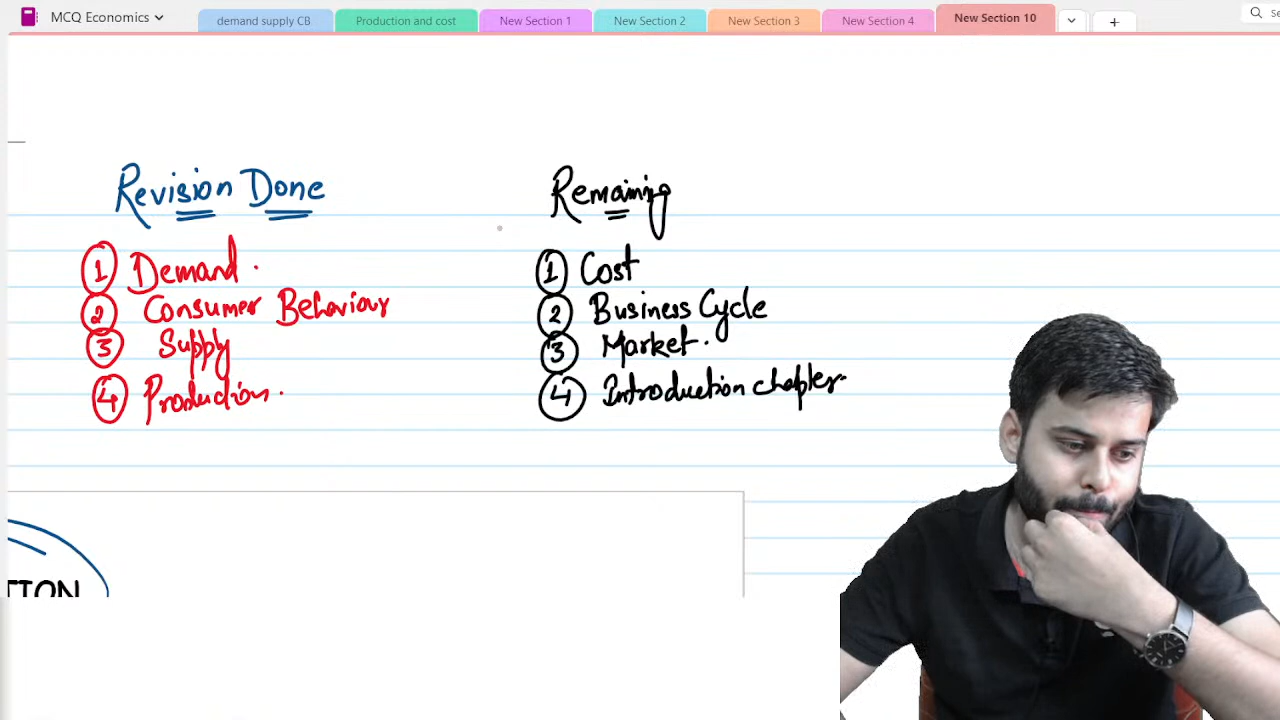 MCQ Economics
demand supply CB
Production and cost
New Section 1
New Section 2
New Section 3
New Section 4
New Section 10
Se
Revision Done
1 Demand.
2 Consumer Behaviour
3 Supply
4 Production.
Remaining
1 Cost
2 Business Cycle
3 Market.
4 Introduction chapter.
TION